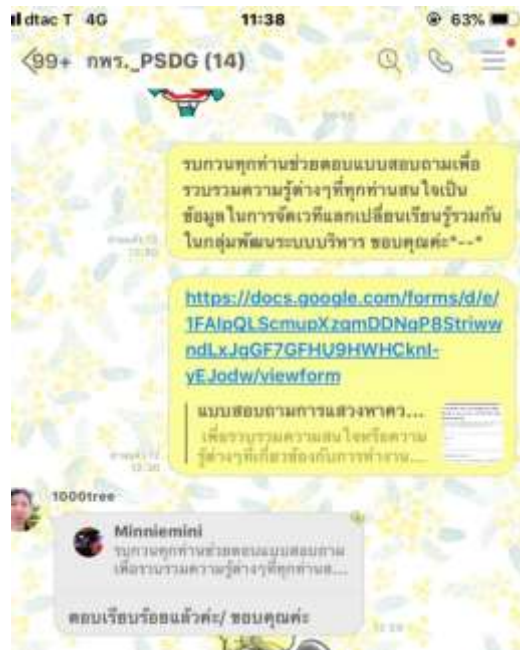 dtac T 4G 11:38 63%
99+ กพร._PSDG (14)
รบกวนทุกท่านช่วยตอบแบบสอบถามเพื่อ
รวบรวมความรู้ต่างๆที่ทุกท่านสนใจเป็น
ข้อมูลในการจัดเวทีแลกเปลี่ยนเรียนรู้รวมกัน
ในกลุ่มพัฒนระบบบริหาร ขอบคุณค่ะ*--*
https://docs.google.com/forms/d/e/
แบบสอบถามการแสวงหาคว...
เพื่อรวบรวมความสนใจหรือความ
รู้ต่างๆที่เกี่ยวข้องกับการทำงาน...
1000tree
Minniemini
รบกวนทุกท่านช่วยตอบแบบสอบถาม
เพื่อรวบรวมความรู้ต่างๆที่ทุกท่านส...
ตอบเรียบร้อยแล้วค่ะ/ ขอบคุณค่ะ